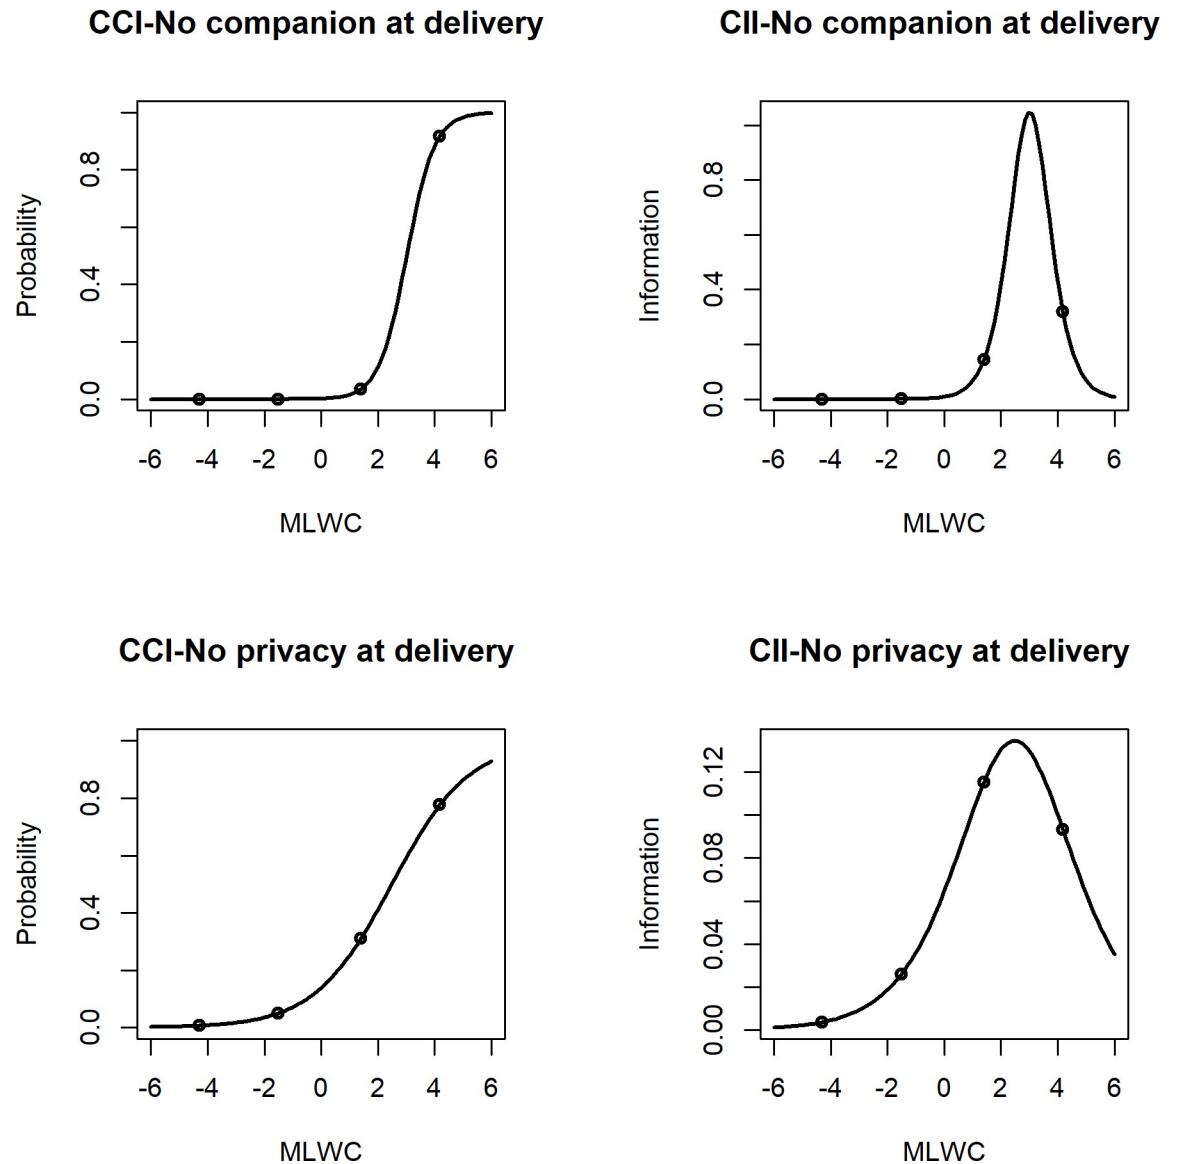 CCI-No companion at delivery
Probability
0.0 0.4 0.8
-6 -4 -2 0 2 4 6
MLWC
CII-No companion at delivery
Information
0.0 0.4 0.8
-6 -4 -2 0 2 4 6
MLWC
CCI-No privacy at delivery
Probability
0.0 0.4 0.8
-6 -4 -2 0 2 4 6
MLWC
CII-No privacy at delivery
Information
0.00 0.04 0.08 0.12
-6 -4 -2 0 2 4 6
MLWC